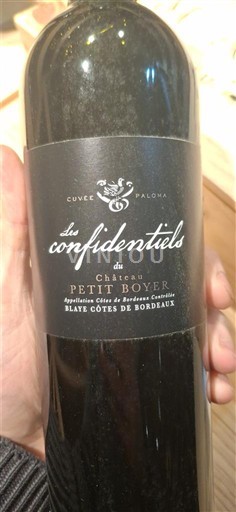 CUVÉE PALOMA
Les
confidentiels
VINIOU
du
Château
PETIT BOYER
Appellation Côtes de Bordeaux Contrôlée
BLAYE CÔTES DE BORDEAUX